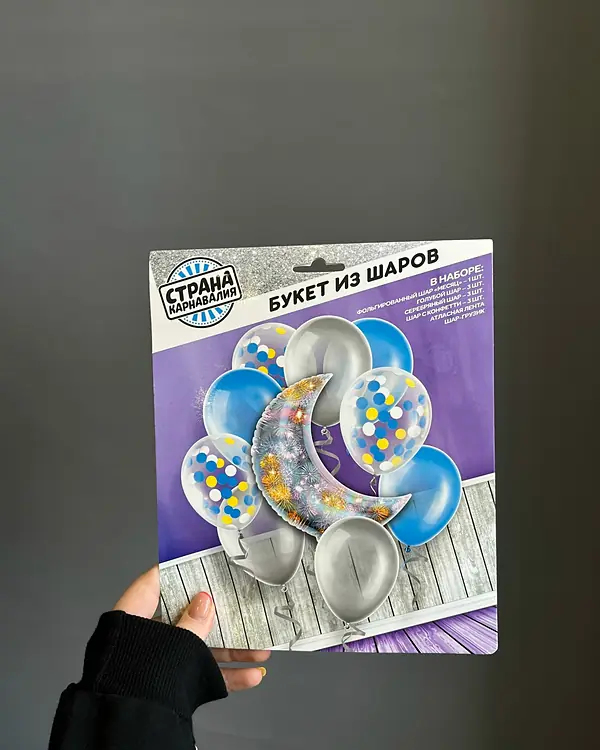 СТРАНА
КАРНАВАЛИЯ
БУКЕТ ИЗ ШАРОВ
В НАБОРЕ:
ФОЛЬГИРОВАННЫЙ ШАР «МЕСЯЦ» – 1 ШТ.
ГОЛУБОЙ ШАР – 3 ШТ.
СЕРЕБРЯНЫЙ ШАР – 3 ШТ.
ШАР С КОНФЕТТИ – 3 ШТ.
АТЛАСНАЯ ЛЕНТА
ШАР-ГРУЗИК